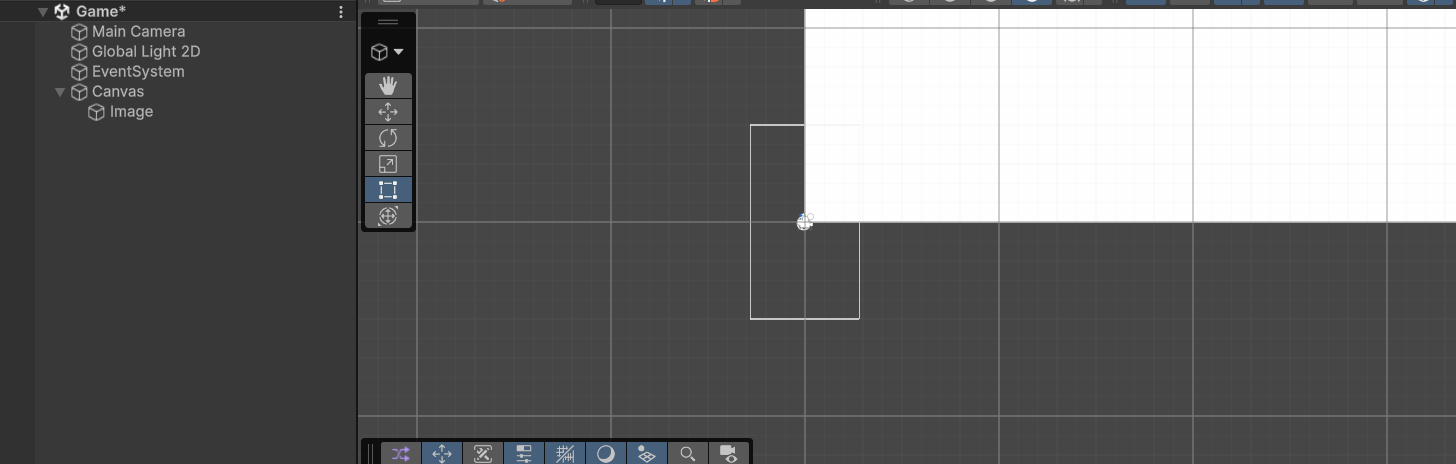 Game*
Main Camera
Global Light 2D
EventSystem
Canvas
Image